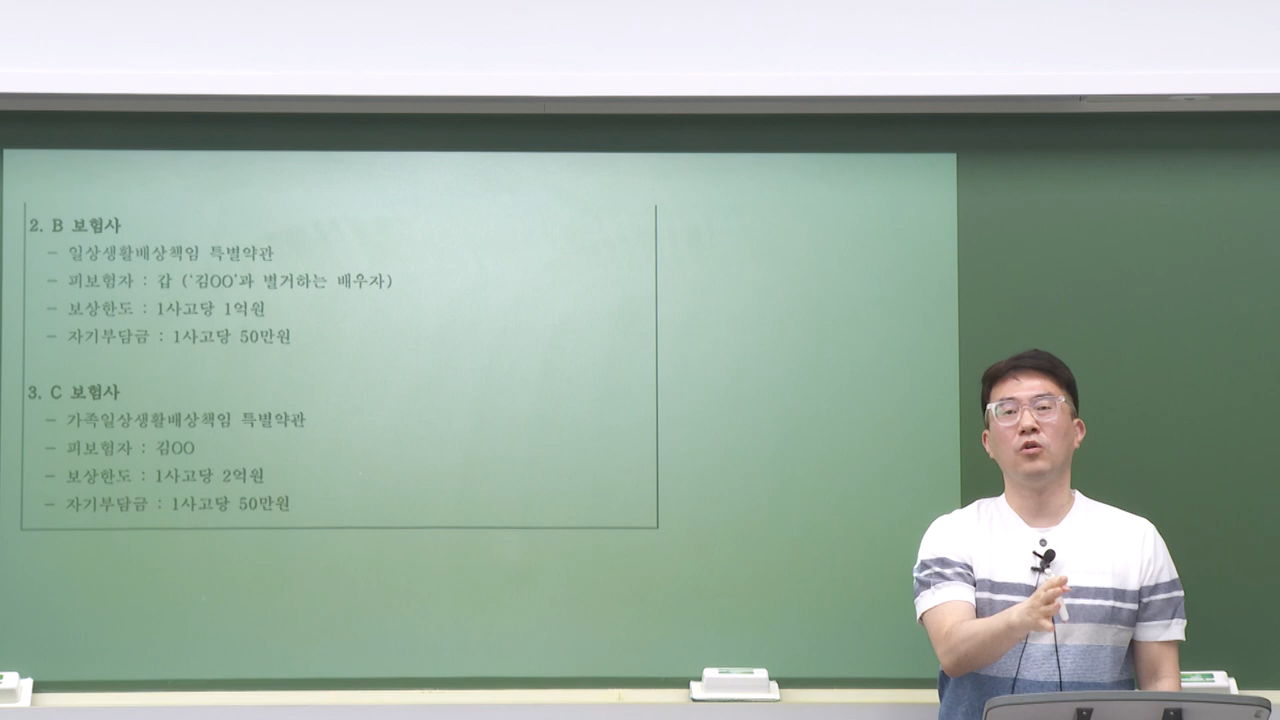 2. B 보험사
- 일상생활배상책임 특별약관
- 피보험자 : 갑 ('김OO'과 별거하는 배우자)
- 보상한도 : 1사고당 1억원
- 자기부담금 : 1사고당 50만원
3. C 보험사
- 가족일상생활배상책임 특별약관
- 피보험자 : 김OO
- 보상한도 : 1사고당 2억원
- 자기부담금 : 1사고당 50만원